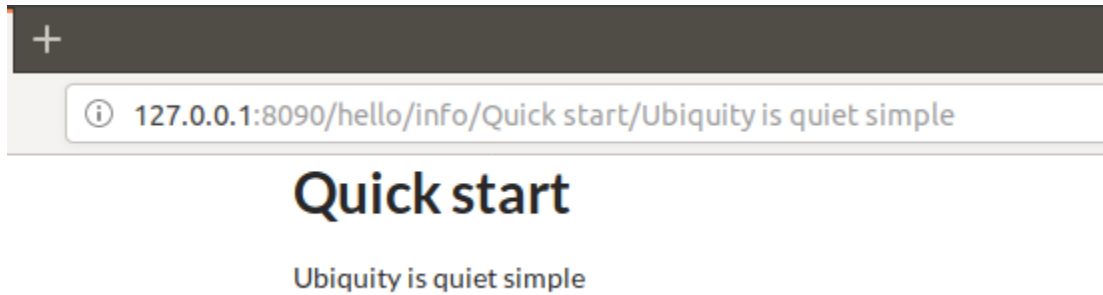 127.0.0.1:8090/hello/info/Quick start/Ubiquity is quiet simple
Quick start
Ubiquity is quiet simple